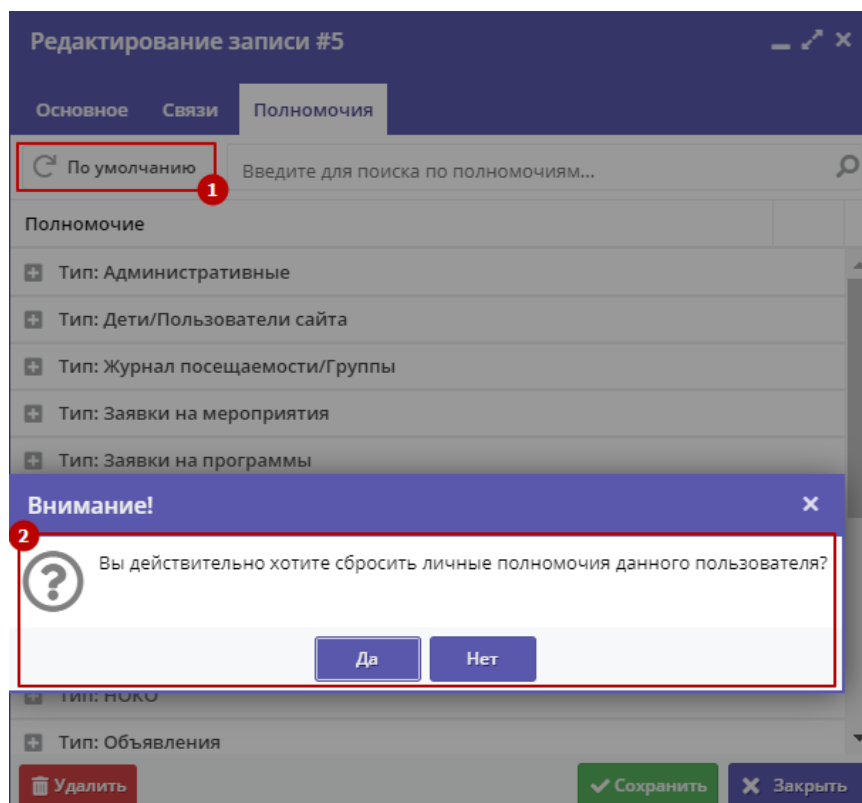 Редактирование записи #5
Основное Связи Полномочия
По умолчанию Введите для поиска по полномочиям...
1
Полномочие
Тип: Административные
Тип: Дети/Пользователи сайта
Тип: Журнал посещаемости/Группы
Тип: Заявки на мероприятия
Тип: Заявки на программы
Внимание!
2
Вы действительно хотите сбросить личные полномочия данного пользователя?
Да Нет
Тип: НОКО
Тип: Объявления
Удалить Сохранить Закрыть